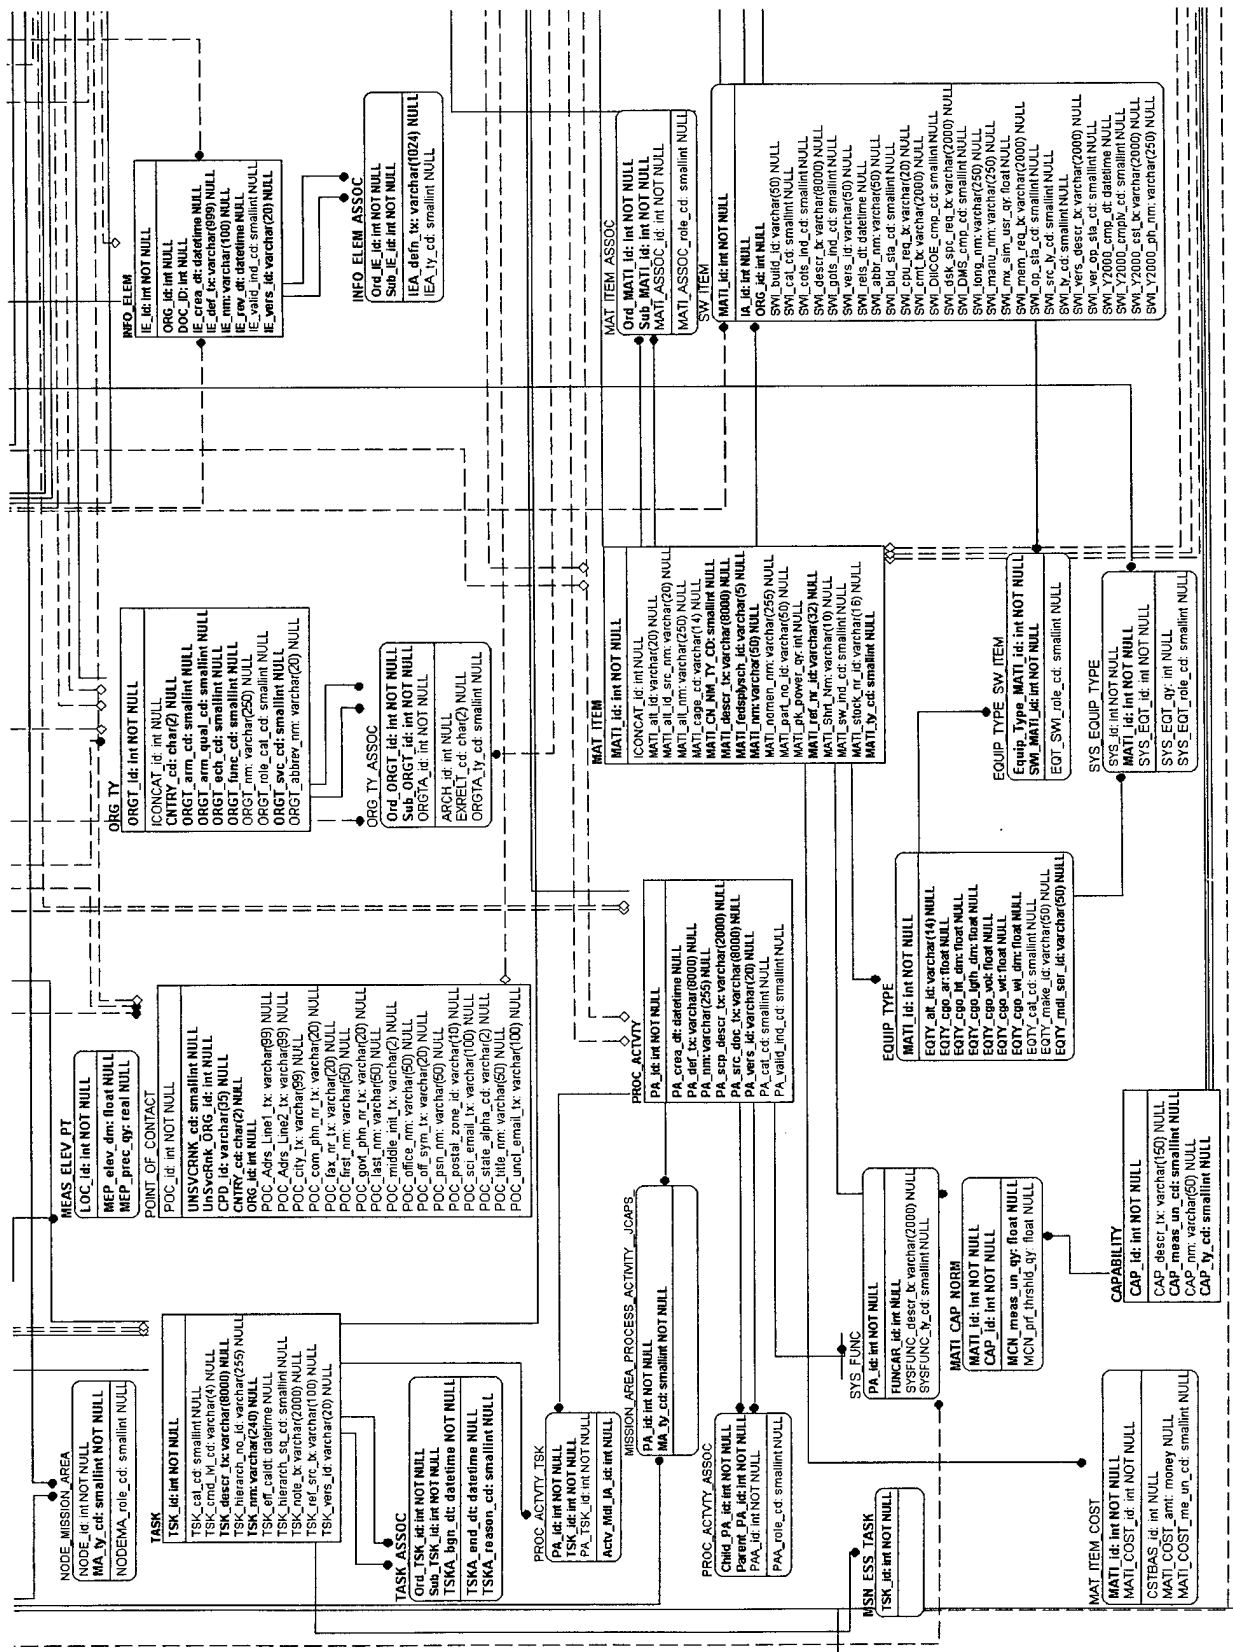 NODE_MISSION_AREA
NODE_id: int NOT NULL
MA_ty_cd: smallint NOT NULL
NODEMA_role_cd: smallint NULL
TASK
TSK_id: int NOT NULL
TSK_cat_cd: smallint NULL
TSK_cmd_M_cd: varchar(4) NULL
TSK_descr_tx: varchar(8000) NULL
TSK_hierarch_no_id: varchar(255) NULL
TSK_nm: varchar(240) NULL
TSK_eff_caldt: datetime NULL
TSK_hierarch_sq_cd: smallint NULL
TSK_note_tx: varchar(2000) NULL
TSK_ref_src_tx: varchar(100) NULL
TSK_vers_id: varchar(20) NULL
TASK_ASSOC
Ord_TSK_id: int NOT NULL
Sub_TSK_id: int NOT NULL
TSKA_bgn_dt: datetime NOT NULL
TSKA_end_dt: datetime NULL
TSKA_reason_cd: smallint NULL
PROC_ACTVTY_TSK
PA_id: int NOT NULL
TSK_id: int NOT NULL
PA_TSK_id: int NOT NULL
Actv_Mdl_IA_id: int NULL
MISSION_AREA_PROCESS_ACTIVITY__JCAPS_
PA_id: int NOT NULL
MA_ty_cd: smallint NOT NULL
PROC_ACTVTY_ASSOC
Child_PA_id: int NOT NULL
Parent_PA_id: int NOT NULL
PAA_id: int NOT NULL
PAA_role_cd: smallint NULL
MSN_ESS_TASK
TSK_id: int NOT NULL
MAT_ITEM_COST
MATI_id: int NOT NULL
MATI_COST_id: int NOT NULL
CSTBAS_id: int NULL
MATI_COST_amt: money NULL
MATI_COST_me_un_cd: smallint NULL
MEAS_ELEV_PT
LOC_id: int NOT NULL
MEP_elev_dm: float NULL
MEP_prec_qy: real NULL
POINT_OF_CONTACT
POC_id: int NOT NULL
UNSVCRNK_cd: smallint NULL
UnSvcRnk_ORG_id: int NULL
CPD_id: varchar(35) NULL
CNTRY_cd: char(2) NULL
ORG_id: int NULL
POC_Adrs_Line1_tx: varchar(99) NULL
POC_Adrs_Line2_tx: varchar(99) NULL
POC_city_tx: varchar(99) NULL
POC_com_phn_nr_tx: varchar(20) NULL
POC_fax_nr_tx: varchar(20) NULL
POC_first_nm: varchar(50) NULL
POC_govt_phn_nr_tx: varchar(20) NULL
POC_last_nm: varchar(50) NULL
POC_middle_init_tx: varchar(2) NULL
POC_office_nm: varchar(50) NULL
POC_off_sym_tx: varchar(20) NULL
POC_psn_nm: varchar(50) NULL
POC_postal_zone_id: varchar(10) NULL
POC_sci_email_tx: varchar(100) NULL
POC_state_alpha_cd: varchar(2) NULL
POC_title_nm: varchar(50) NULL
POC_uncl_email_tx: varchar(100) NULL
PROC_ACTVTY
PA_id: int NOT NULL
PA_crea_dt: datetime NULL
PA_def_tx: varchar(8000) NULL
PA_nm: varchar(255) NULL
PA_scp_descr_tx: varchar(2000) NULL
PA_src_doc_tx: varchar(8000) NULL
PA_vers_id: varchar(20) NULL
PA_cat_cd: smallint NULL
PA_valid_ind_cd: smallint NULL
SYS_FUNC
PA_id: int NOT NULL
FUNCAR_id: int NULL
SYSFUNC_descr_tx: varchar(2000) NULL
SYSFUNC_ty_cd: smallint NULL
MATI_CAP_NORM
MATI_id: int NOT NULL
CAP_id: int NOT NULL
MCN_meas_un_qy: float NULL
MCN_prf_thrshld_qy: float NULL
CAPABILITY
CAP_id: int NOT NULL
CAP_descr_tx: varchar(150) NULL
CAP_meas_un_cd: smallint NULL
CAP_nm: varchar(50) NULL
CAP_ty_cd: smallint NULL
ORG_TY
ORGT_id: int NOT NULL
ICONCAT_id: int NULL
CNTRY_cd: char(2) NULL
ORGT_arm_cd: smallint NULL
ORGT_arm_qual_cd: smallint NULL
ORGT_ech_cd: smallint NULL
ORGT_func_cd: smallint NULL
ORGT_nm: varchar(250) NULL
ORGT_role_cat_cd: smallint NULL
ORGT_svc_cd: smallint NULL
ORGT_abbrev_nm: varchar(20) NULL
ORG_TY_ASSOC
Ord_ORGT_id: int NOT NULL
Sub_ORGT_id: int NOT NULL
ORGTA_id: int NOT NULL
ARCH_id: int NULL
EXRELT_cd: char(2) NULL
ORGTA_ty_cd: smallint NULL
MAT_ITEM
MATI_id: int NOT NULL
ICONCAT_id: int NULL
MATI_alt_id: varchar(20) NULL
MATI_alt_id_src_nm: varchar(20) NULL
MATI_alt_nm: varchar(250) NULL
MATI_cage_cd: varchar(14) NULL
MATI_CN_NM_TY_CD: smallint NULL
MATI_descr_tx: varchar(8000) NULL
MATI_fedsplysch_id: varchar(5) NULL
MATI_nm: varchar(50) NULL
MATI_nomen_nm: varchar(255) NULL
MATI_part_no_id: varchar(50) NULL
MATI_pk_power_qy: int NULL
MATI_ref_nr_id: varchar(32) NULL
MATI_Shrt_Nm: varchar(10) NULL
MATI_sw_ind_cd: smallint NULL
MATI_stock_nr_id: varchar(16) NULL
MATI_ty_cd: smallint NULL
EQUIP_TYPE
MATI_id: int NOT NULL
EQTY_alt_id: varchar(14) NULL
EQTY_cgo_ar: float NULL
EQTY_cgo_ht_dm: float NULL
EQTY_cgo_lgth_dm: float NULL
EQTY_cgo_vol: float NULL
EQTY_cgo_wt: float NULL
EQTY_cgo_wi_dm: float NULL
EQTY_cat_cd: smallint NULL
EQTY_make_id: varchar(50) NULL
EQTY_mdl_ser_id: varchar(50) NULL
EQUIP_TYPE_SW_ITEM
Equip_Type_MATI_id: int NOT NULL
SWI_MATI_id: int NOT NULL
EQT_SWI_role_cd: smallint NULL
SYS_EQUIP_TYPE
SYS_id: int NOT NULL
MATI_id: int NOT NULL
SYS_EQT_id: int NOT NULL
SYS_EQT_qy: int NULL
SYS_EQT_role_cd: smallint NULL
INFO_ELEM
IE_id: int NOT NULL
ORG_id: int NULL
DOC_ID: int NULL
IE_crea_dt: datetime NULL
IE_def_tx: varchar(999) NULL
IE_nm: varchar(100) NULL
IE_rev_dt: datetime NULL
IE_valid_ind_cd: smallint NULL
IE_vers_id: varchar(20) NULL
INFO_ELEM_ASSOC
Ord_IE_id: int NOT NULL
Sub_IE_id: int NOT NULL
IEA_defn_tx: varchar(1024) NULL
IEA_ty_cd: smallint NULL
MAT_ITEM_ASSOC
Ord_MATI_id: int NOT NULL
Sub_MATI_id: int NOT NULL
MATI_ASSOC_id: int NOT NULL
MATI_ASSOC_role_cd: smallint NULL
SW_ITEM
MATI_id: int NOT NULL
IA_id: int NULL
ORG_id: int NULL
SWI_build_id: varchar(50) NULL
SWI_cat_cd: smallint NULL
SWI_cots_ind_cd: smallint NULL
SWI_descr_tx: varchar(8000) NULL
SWI_gots_ind_cd: smallint NULL
SWI_vers_id: varchar(50) NULL
SWI_rels_dt: datetime NULL
SWI_abbr_nm: varchar(50) NULL
SWI_bld_sta_cd: smallint NULL
SWI_cpu_req_tx: varchar(20) NULL
SWI_cmt_tx: varchar(2000) NULL
SWI_DIICOE_cmp_cd: smallint NULL
SWI_dsk_spc_req_tx: varchar(2000) NULL
SWI_DMS_cmp_cd: smallint NULL
SWI_long_nm: varchar(250) NULL
SWI_manu_nm: varchar(250) NULL
SWI_mx_sim_usr_qy: float NULL
SWI_mem_req_tx: varchar(2000) NULL
SWI_op_sta_cd: smallint NULL
SWI_src_ty_cd: smallint NULL
SWI_ty_cd: smallint NULL
SWI_vers_descr_tx: varchar(2000) NULL
SWI_ver_op_sta_cd: smallint NULL
SWI_Y2000_cmp_dt: datetime NULL
SWI_Y2000_cmplv_cd: smallint NULL
SWI_Y2000_cst_tx: varchar(2000) NULL
SWI_Y2000_ph_nm: varchar(250) NULL